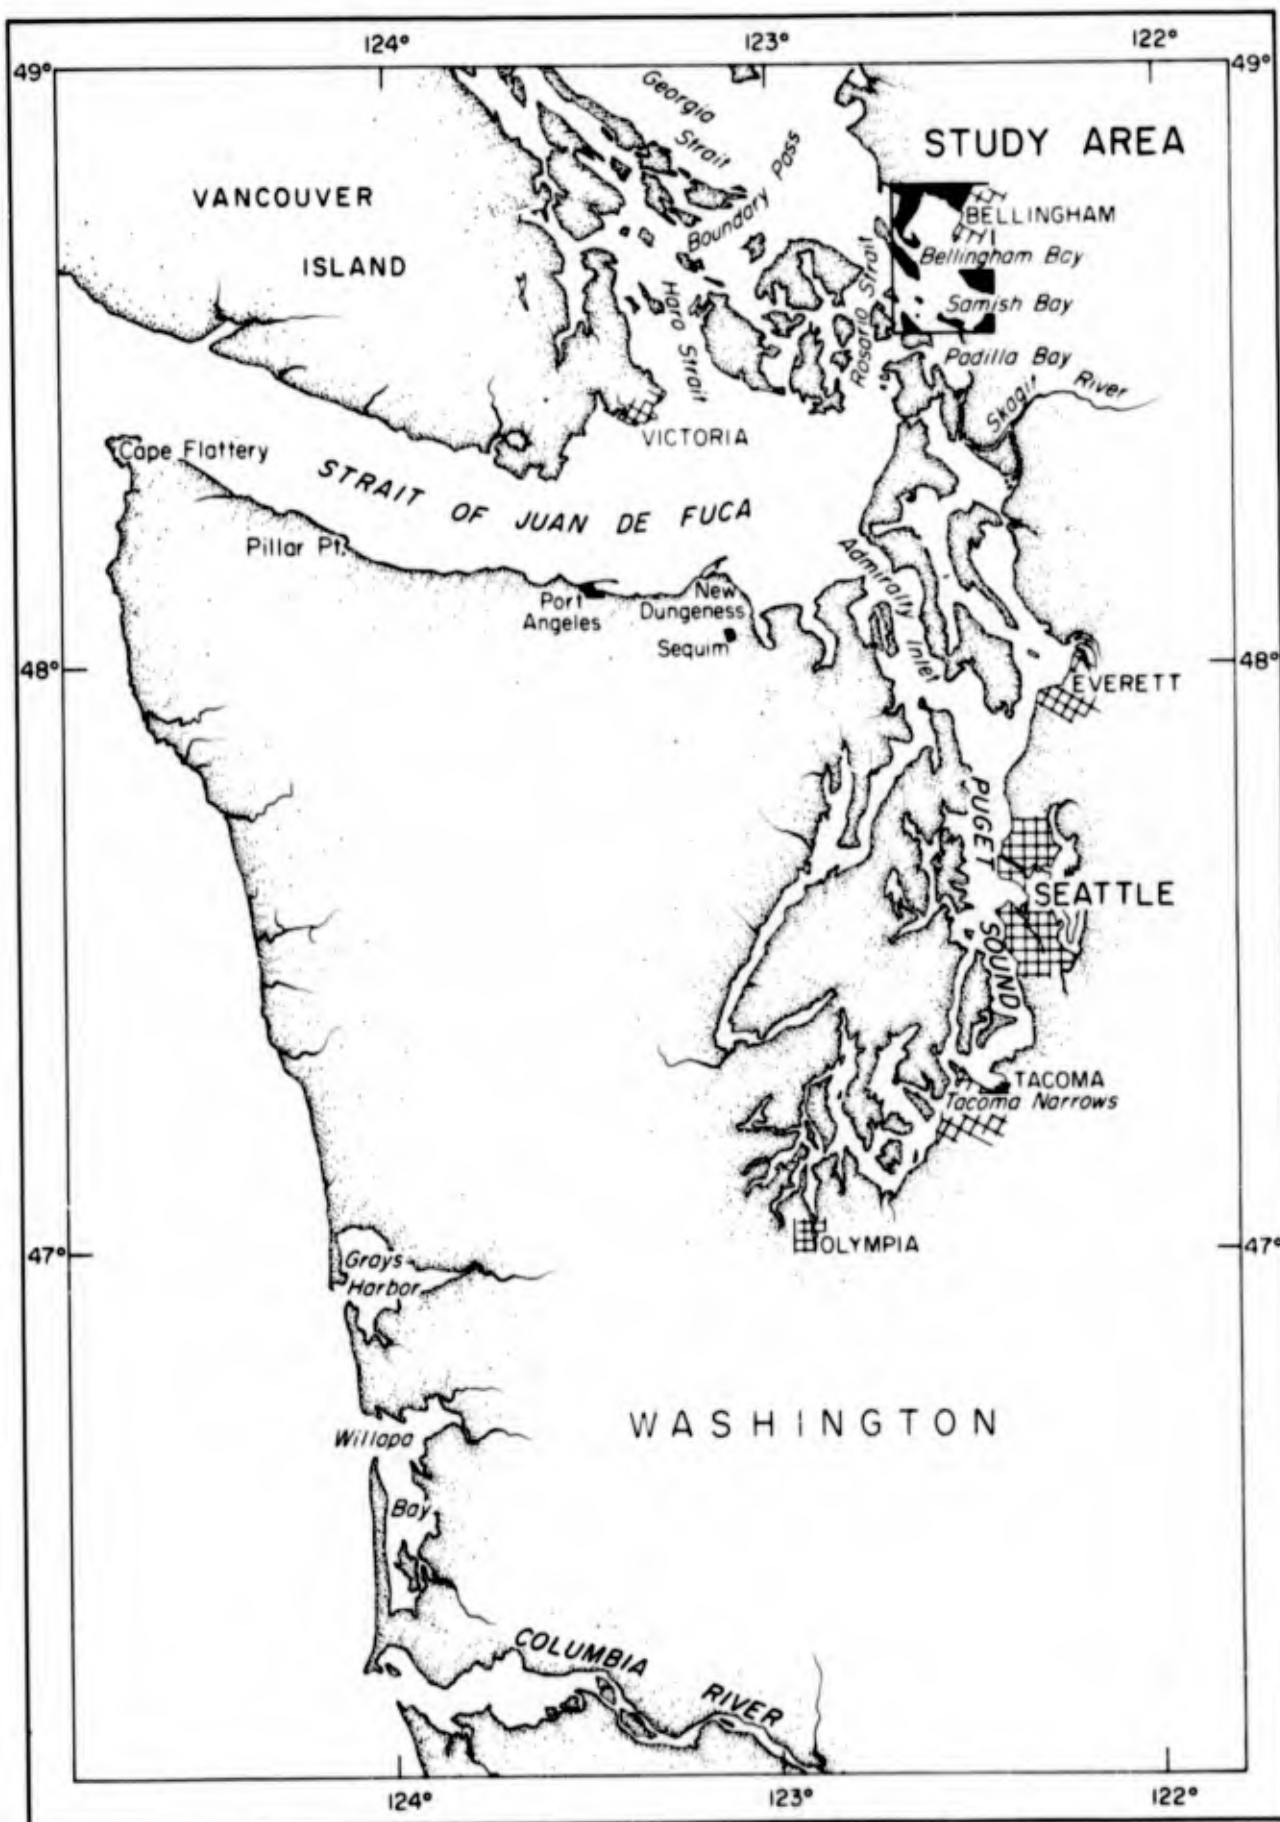 124°
123°
122°
49°
49°
Georgia
Strait
STUDY AREA
VANCOUVER
ISLAND
Boundary Pass
BELLINGHAM
Bellingham Bay
Samish Bay
Haro Strait
Rosario Strait
Padilla Bay
Skagit River
VICTORIA
Cape Flattery
STRAIT OF JUAN DE FUCA
Pillar Pt.
Admiralty Inlet
Port
Angeles
New
Dungeness
Sequim
48°
48°
EVERETT
PUGET
SOUND
SEATTLE
TACOMA
Tacoma Narrows
OLYMPIA
47°
47°
Grays
Harbor
WASHINGTON
Willapa
Bay
COLUMBIA
RIVER
124°
123°
122°